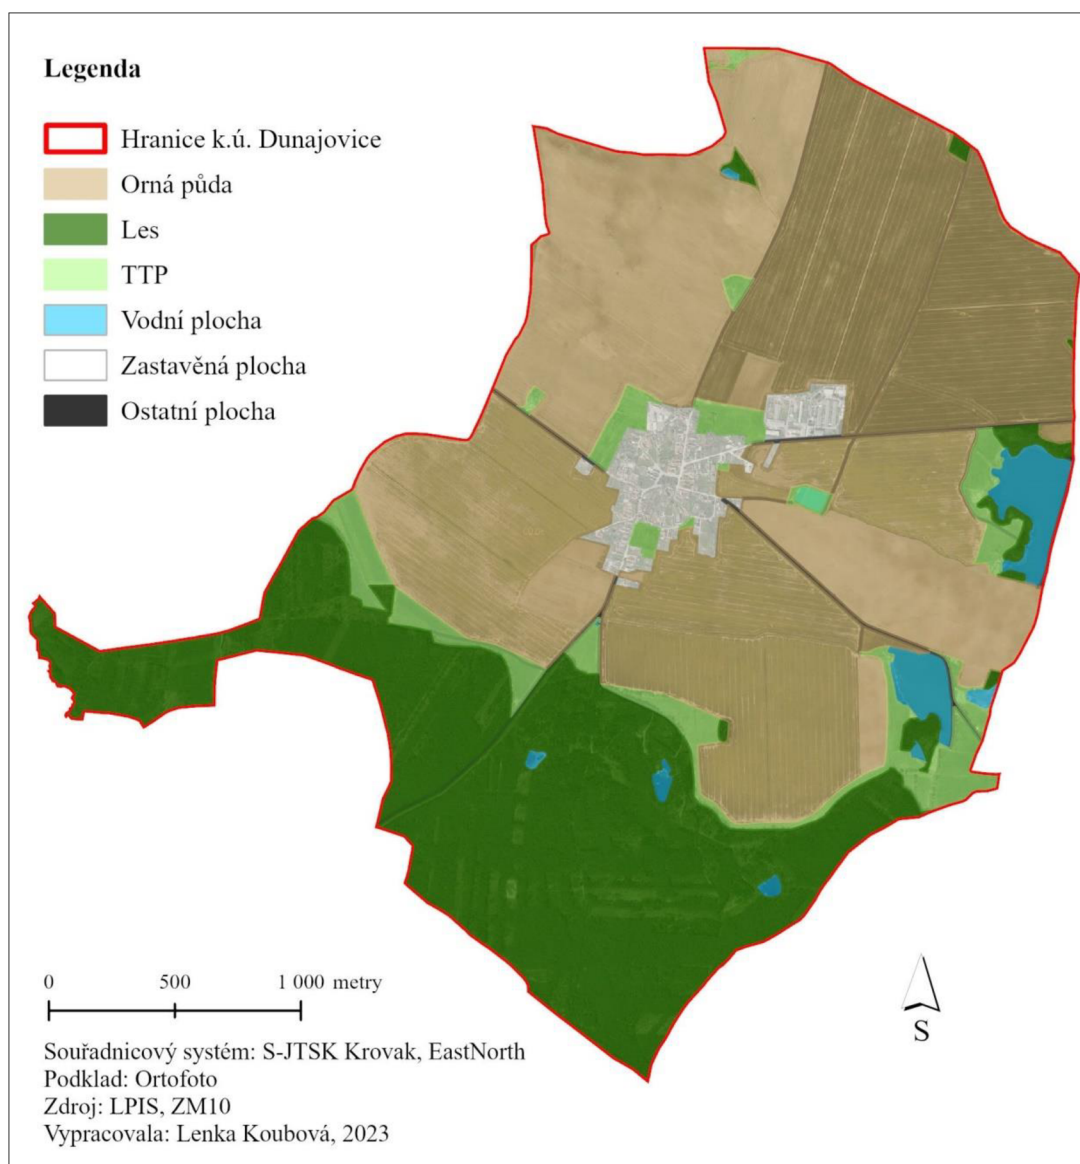 Legenda
Hranice k.ú. Dunajovice
Orná půda
Les
TTP
Vodní plocha
Zastavěná plocha
Ostatní plocha
0 500 1 000 metry
S
Souřadnicový systém: S-JTSK Krovak, EastNorth
Podklad: Ortofoto
Zdroj: LPIS, ZM10
Vypracovala: Lenka Koubová, 2023